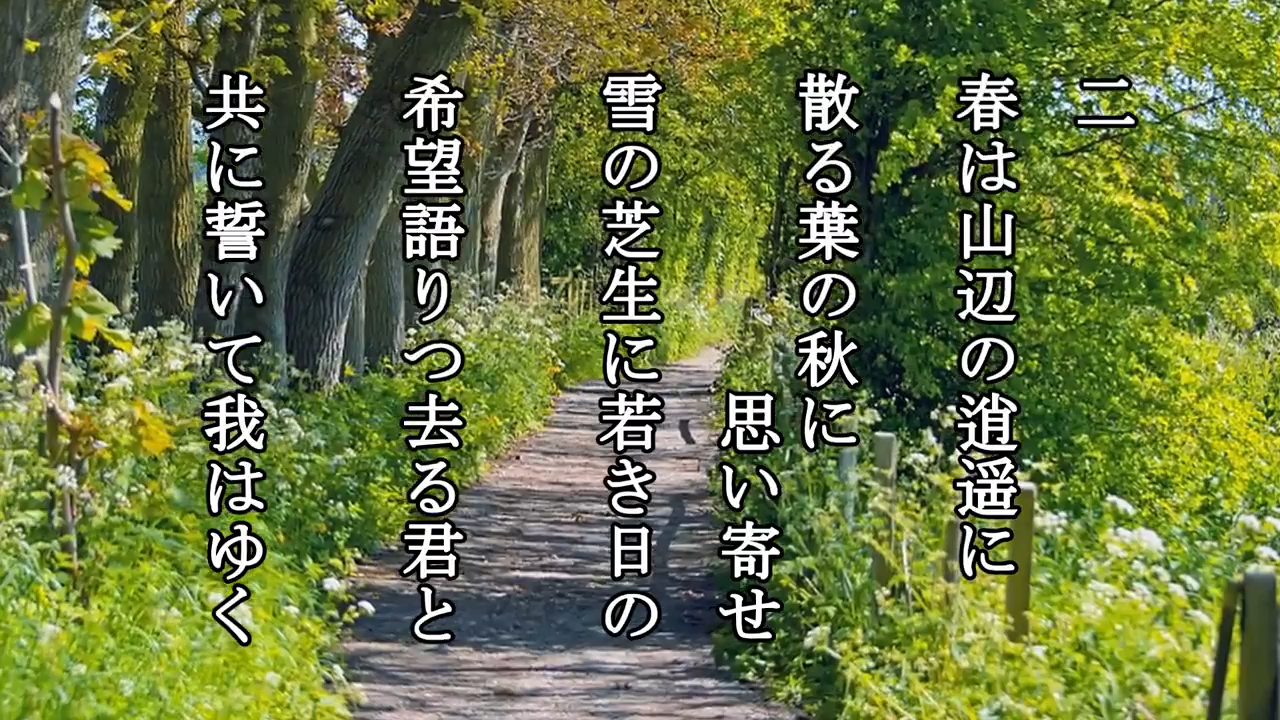 二
春は山辺の逍遥に
散る葉の秋に
思い寄せ
雪の芝生に若き日の
希望語りつ去る君と
共に誓いて我はゆく